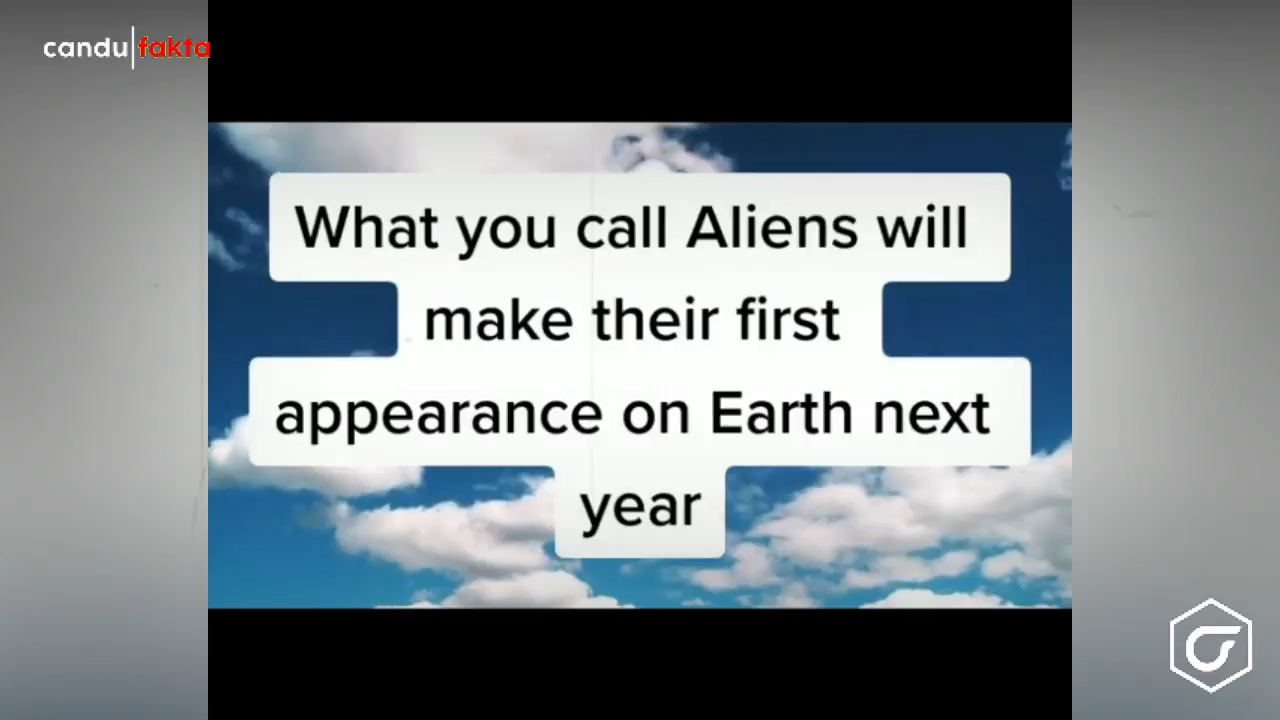 candu|fakta
What you call Aliens will
make their first
appearance on Earth next
year